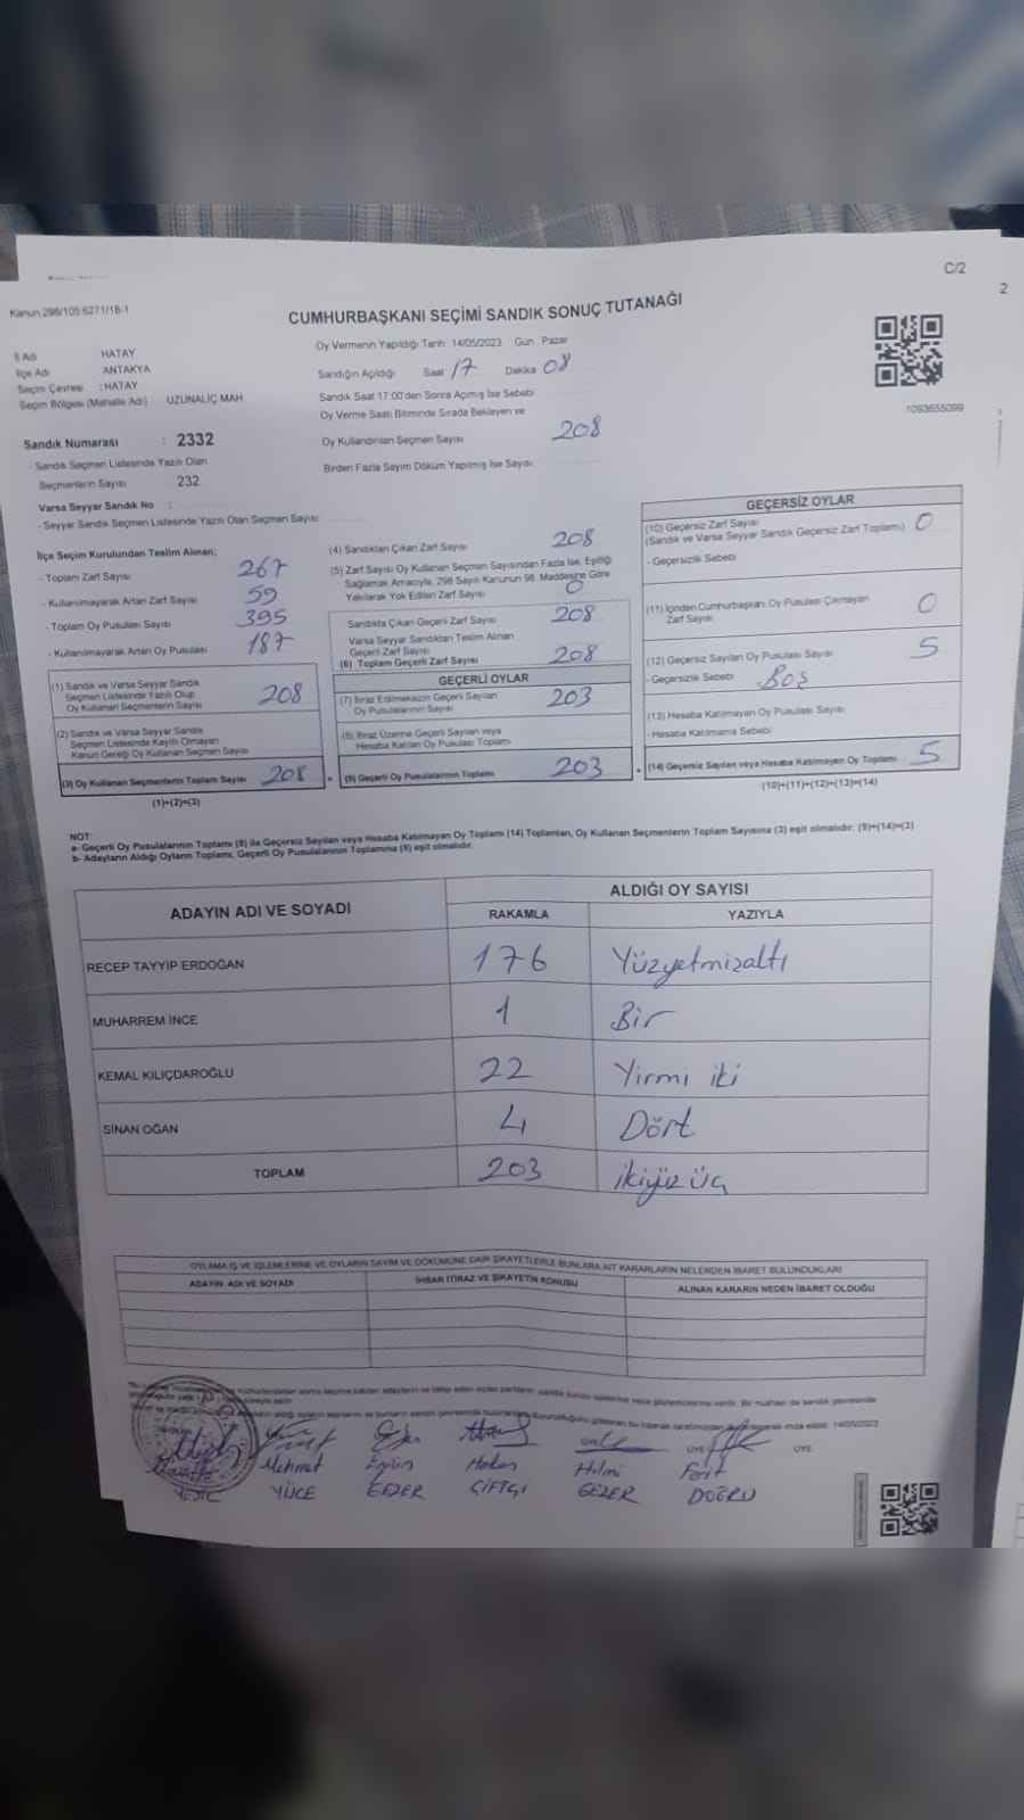 C/2
2
Kanun 298/105 6271/18-1
CUMHURBAŞKANI SEÇİMİ SANDIK SONUÇ TUTANAĞI
İl Adı HATAY
İlçe Adı ANTAKYA
Seçim Çevresi : HATAY
Seçim Bölgesi (Mahalle Adı) UZUNALİÇ MAH
Sandık Numarası : 2332
- Sandık Seçmen Listesinde Yazılı Olan
Seçmenlerin Sayısı 232
Varsa Seyyar Sandık No :
- Seyyar Sandık Seçmen Listesinde Yazılı Olan Seçmen Sayısı
Oy Vermenin Yapıldığı Tarih 14/05/2023 Gün Pazar
Sandığın Açıldığı Saat 17 Dakika 08
Sandık Saat 17:00'den Sonra Açılmış İse Sebebi
Oy Verme Saati Bitiminde Sırada Bekleyen ve
Oy Kullandırılan Seçmen Sayısı 208
Birden Fazla Sayım Döküm Yapılmış İse Sayısı
1093655099
İlçe Seçim Kurulundan Teslim Alınan;
- Toplam Zarf Sayısı 267
- Kullanılmayarak Artan Zarf Sayısı 59
- Toplam Oy Pusulası Sayısı 395
- Kullanılmayarak Artan Oy Pusulası 187
(1) Sandık ve Varsa Seyyar Sandık
Seçmen Listesinde Yazılı Olup
Oy Kullanan Seçmenlerin Sayısı 208
(2) Sandık ve Varsa Seyyar Sandık
Seçmen Listesinde Kayıtlı Olmayan
Kanun Gereği Oy Kullanan Seçmen Sayısı
(3) Oy Kullanan Seçmenlerin Toplam Sayısı 208
(1)+(2)=(3)
(4) Sandıktan Çıkan Zarf Sayısı 208
(5) Zarf Sayısı Oy Kullanan Seçmen Sayısından Fazla İse, Eşitliği
Sağlamak Amacıyla, 298 Sayılı Kanunun 98. Maddesine Göre
Yakılarak Yok Edilen Zarf Sayısı 0
Sandıkta Çıkan Geçerli Zarf Sayısı 208
Varsa Seyyar Sandıktan Teslim Alınan
Geçerli Zarf Sayısı
(6) Toplam Geçerli Zarf Sayısı 208
GEÇERLİ OYLAR
(7) İtiraz Edilmeksizin Geçerli Sayılan
Oy Pusulalarının Sayısı 203
(8) İtiraz Üzerine Geçerli Sayılan veya
Hesaba Katılan Oy Pusulası Toplamı
(9) Geçerli Oy Pusulalarının Toplamı 203
GEÇERSİZ OYLAR
(10) Geçersiz Zarf Sayısı
(Sandık ve Varsa Seyyar Sandık Geçersiz Zarf Toplamı) 0
- Geçersizlik Sebebi
(11) İçinden Cumhurbaşkanı Oy Pusulası Çıkmayan
Zarf Sayısı 0
(12) Geçersiz Sayılan Oy Pusulası Sayısı 5
- Geçersizlik Sebebi Boş
(13) Hesaba Katılmayan Oy Pusulası Sayısı
- Hesaba Katılmama Sebebi
(14) Geçersiz Sayılan veya Hesaba Katılmayan Oy Toplamı 5
(10)+(11)+(12)+(13)=(14)
NOT:
a- Geçerli Oy Pusulalarının Toplamı (9) ile Geçersiz Sayılan veya Hesaba Katılmayan Oy Toplamı (14) Toplamları, Oy Kullanan Seçmenlerin Toplam Sayısına (3) eşit olmalıdır. (9)+(14)=(3)
b- Adayların Aldığı Oyların Toplamı, Geçerli Oy Pusulalarının Toplamına (9) eşit olmalıdır.
ADAYIN ADI VE SOYADI
ALDIĞI OY SAYISI
RAKAMLA YAZIYLA
RECEP TAYYİP ERDOĞAN 176 Yüzyetmişaltı
MUHARREM İNCE 1 Bir
KEMAL KILIÇDAROĞLU 22 Yirmi iki
SİNAN OĞAN 4 Dört
TOPLAM 203 ikiyüz üç
OYLAMA İŞ VE İŞLEMLERİNE VE OYLARIN SAYIM VE DÖKÜMÜNE DAİR ŞİKAYETLERLE BUNLARA AİT KARARLARIN NELERDEN İBARET BULUNDUKLARI
ADAYIN ADI VE SOYADI İHBAR İTİRAZ VE ŞİKAYETİN KONUSU ALINAN KARARIN NEDEN İBARET OLDUĞU
14/05/2023
ÜYE ÜYE
Mehmet Hakan Hilmi
YÜCE ÇİFTÇİ GEZER DOĞRU